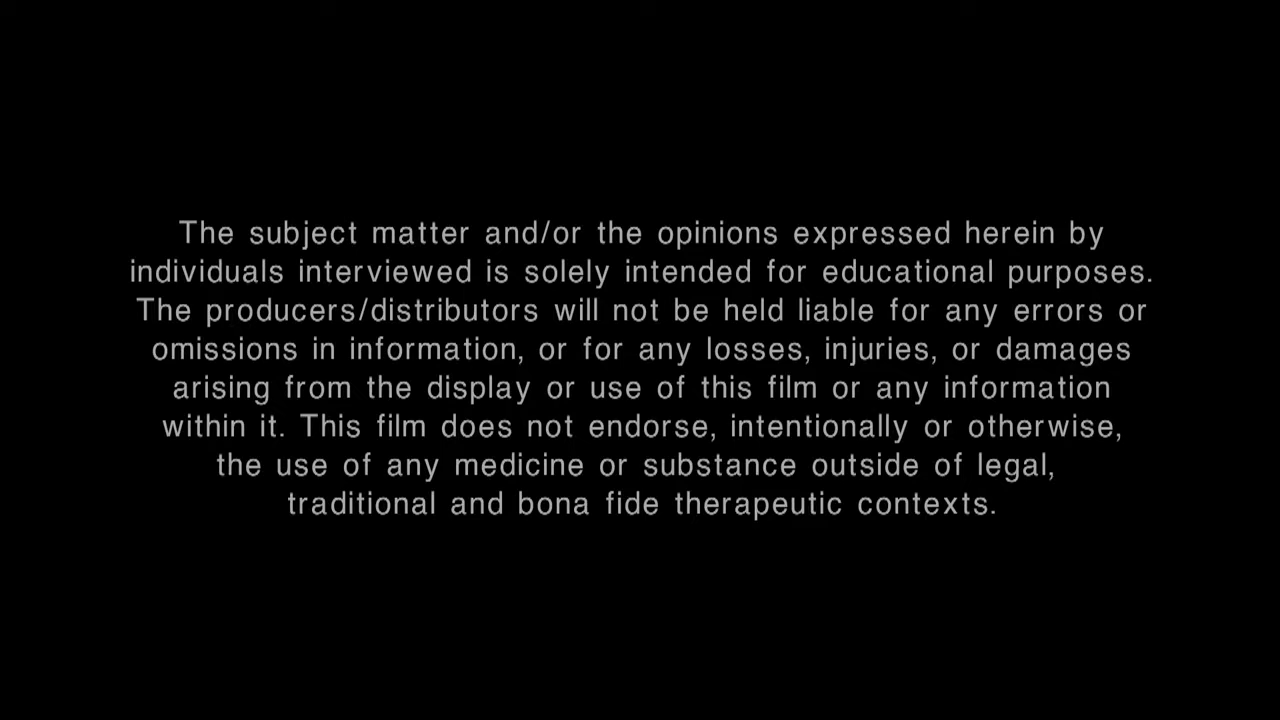 The subject matter and/or the opinions expressed herein by
individuals interviewed is solely intended for educational purposes.
The producers/distributors will not be held liable for any errors or
omissions in information, or for any losses, injuries, or damages
arising from the display or use of this film or any information
within it. This film does not endorse, intentionally or otherwise,
the use of any medicine or substance outside of legal,
traditional and bona fide therapeutic contexts.